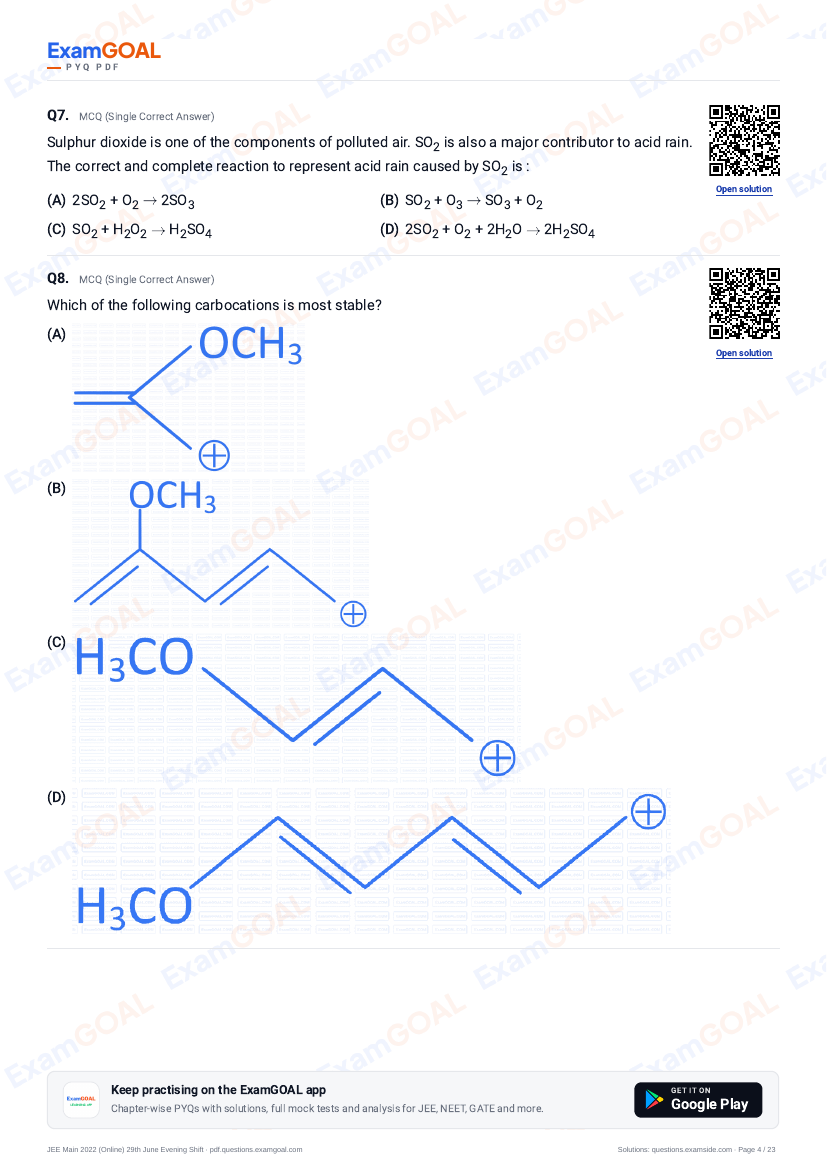 ExamGOAL
PYQ PDF
Q7. MCQ (Single Correct Answer)
Sulphur dioxide is one of the components of polluted air. SO₂ is also a major contributor to acid rain.
The correct and complete reaction to represent acid rain caused by SO₂ is :
Open solution
(A) 2SO₂ + O₂ → 2SO₃ (B) SO₂ + O₃ → SO₃ + O₂
(C) SO₂ + H₂O₂ → H₂SO₄ (D) 2SO₂ + O₂ + 2H₂O → 2H₂SO₄
Q8. MCQ (Single Correct Answer)
Which of the following carbocations is most stable?
Open solution
(A)
OCH₃
⊕
(B)
OCH₃
⊕
(C)
H₃CO
⊕
(D)
⊕
H₃CO
Keep practising on the ExamGOAL app
Chapter-wise PYQs with solutions, full mock tests and analysis for JEE, NEET, GATE and more.
GET IT ON
Google Play
JEE Main 2022 (Online) 29th June Evening Shift · pdf.questions.examgoal.com
Solutions: questions.examside.com · Page 4 / 23